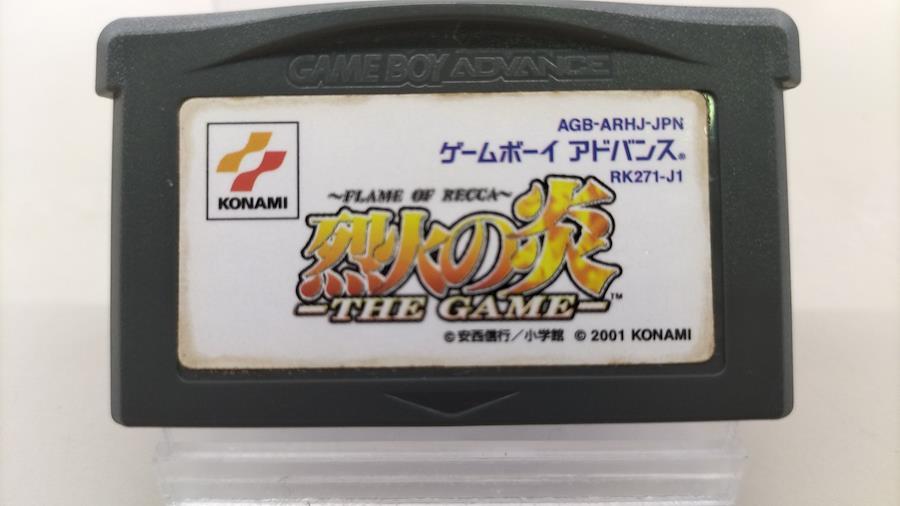 GAME BOY ADVANCE
AGB-ARHJ-JPN
ゲームボーイ アドバンス®
RK271-J1
KONAMI
～FLAME OF RECCA～
烈火の炎
-THE GAME-™
©安西信行／小学館 © 2001 KONAMI